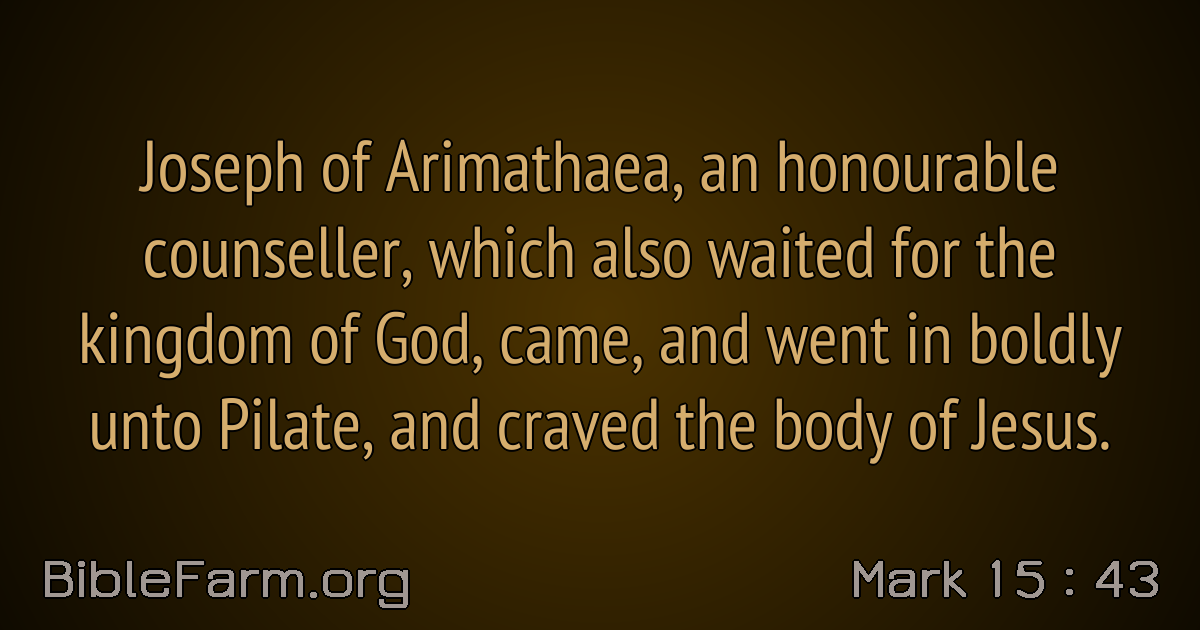 Joseph of Arimathaea, an honourable
counseller, which also waited for the
kingdom of God, came, and went in boldly
unto Pilate, and craved the body of Jesus.
BibleFarm.org
Mark 15 : 43